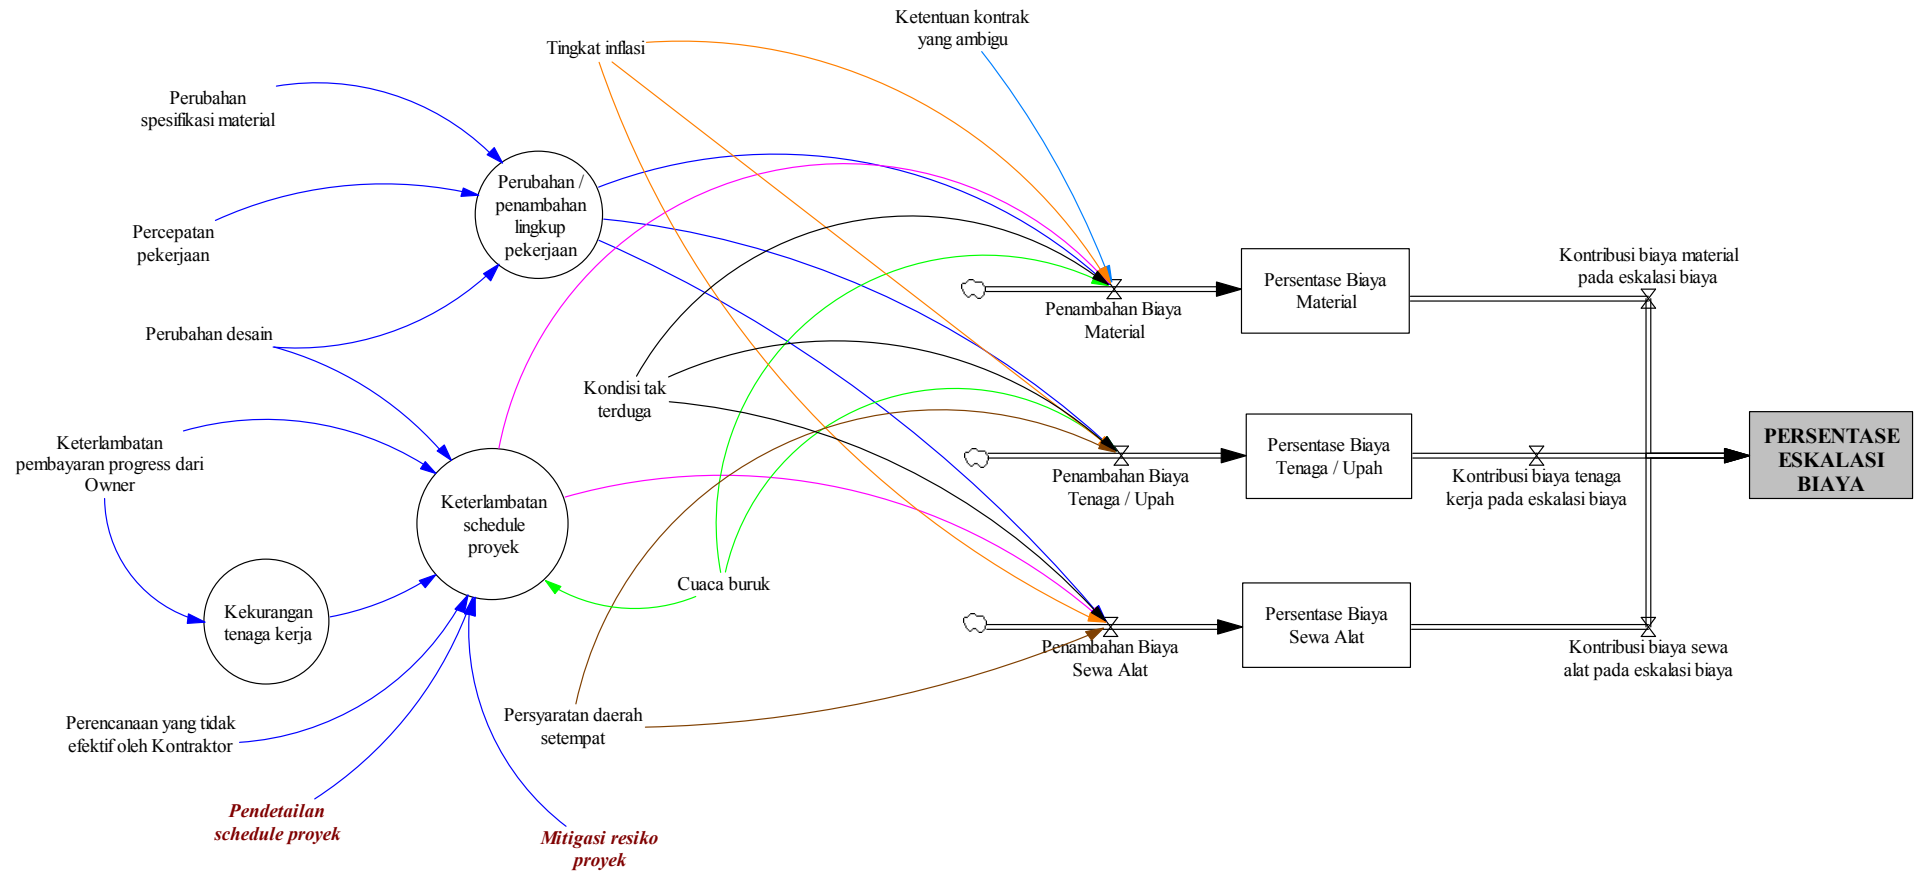 Ketentuan kontrak
yang ambigu
Tingkat inflasi
Perubahan
spesifikasi material
Perubahan /
penambahan
lingkup
pekerjaan
Percepatan
pekerjaan
Kontribusi biaya material
pada eskalasi biaya
Persentase Biaya
Material
Penambahan Biaya
Material
Perubahan desain
Kondisi tak
terduga
Keterlambatan
pembayaran progress dari
Owner
PERSENTASE
ESKALASI
BIAYA
Persentase Biaya
Tenaga / Upah
Penambahan Biaya
Tenaga / Upah
Kontribusi biaya tenaga
kerja pada eskalasi biaya
Keterlambatan
schedule
proyek
Cuaca buruk
Kekurangan
tenaga kerja
Persentase Biaya
Sewa Alat
Penambahan Biaya
Sewa Alat
Kontribusi biaya sewa
alat pada eskalasi biaya
Persyaratan daerah
setempat
Perencanaan yang tidak
efektif oleh Kontraktor
Pendetailan
schedule proyek
Mitigasi resiko
proyek